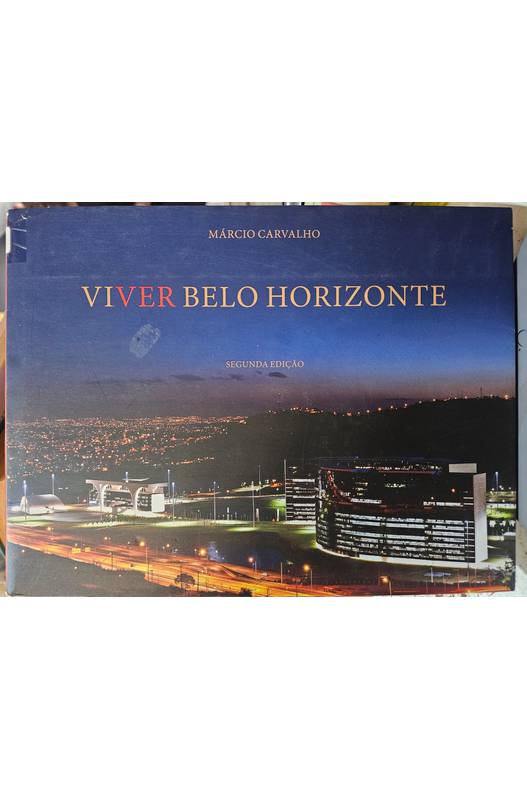 MÁRCIO CARVALHO
VIVER BELO HORIZONTE
SEGUNDA EDIÇÃO